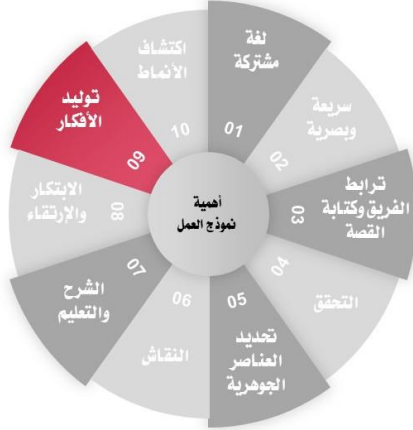 أهمية
نموذج العمل
لغة
مشتركة
01
سريعة
وبصرية
02
ترابط
الفريق وكتابة
القصة
03
التحقق
04
تحديد
العناصر
الجوهرية
05
النقاش
06
الشرح
والتعليم
07
الابتكار
والإرتقاء
08
توليد
الأفكار
09
اكتشاف
الأنماط
10